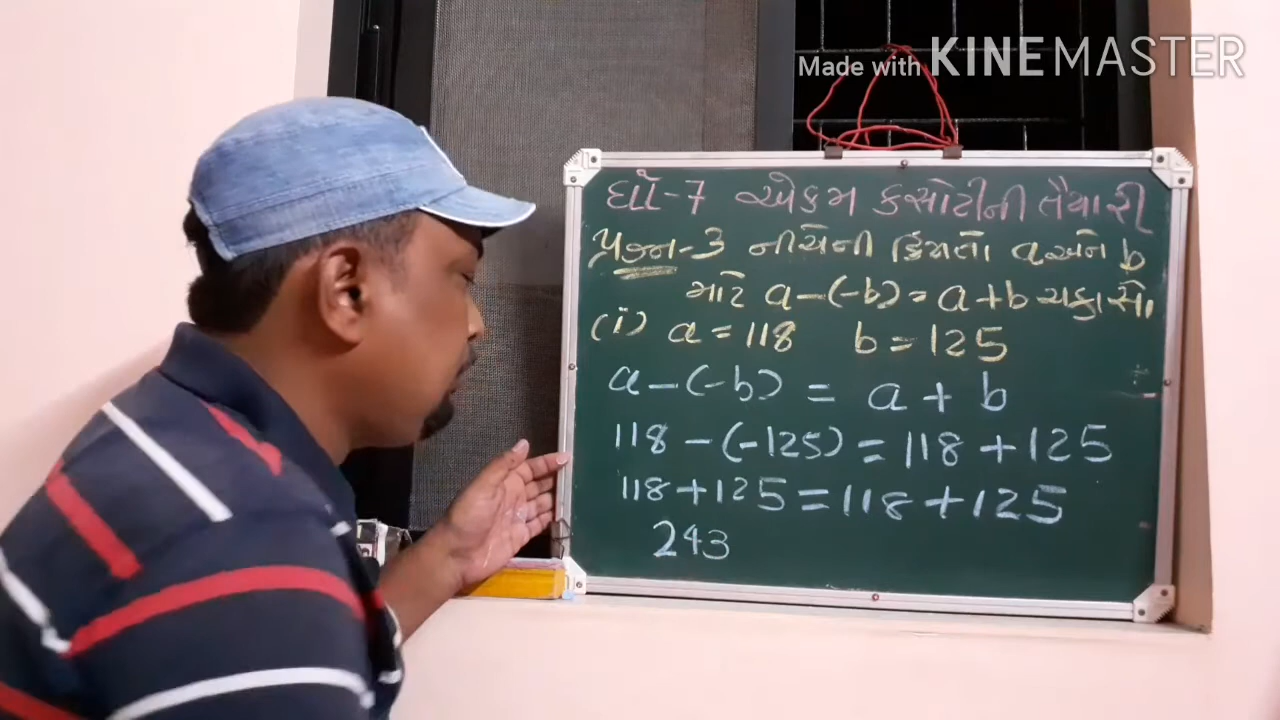 Made with KINEMASTER
ધો-7 એકમ કસોટીની તૈયારી
પ્રશ્ન-3 નીચેની કિંમતો a અને b
માટે a-(-b)=a+b ચકાસો
(i) a=118 b=125
a-(-b) = a+b
118-(-125)=118+125
118+125=118+125
243